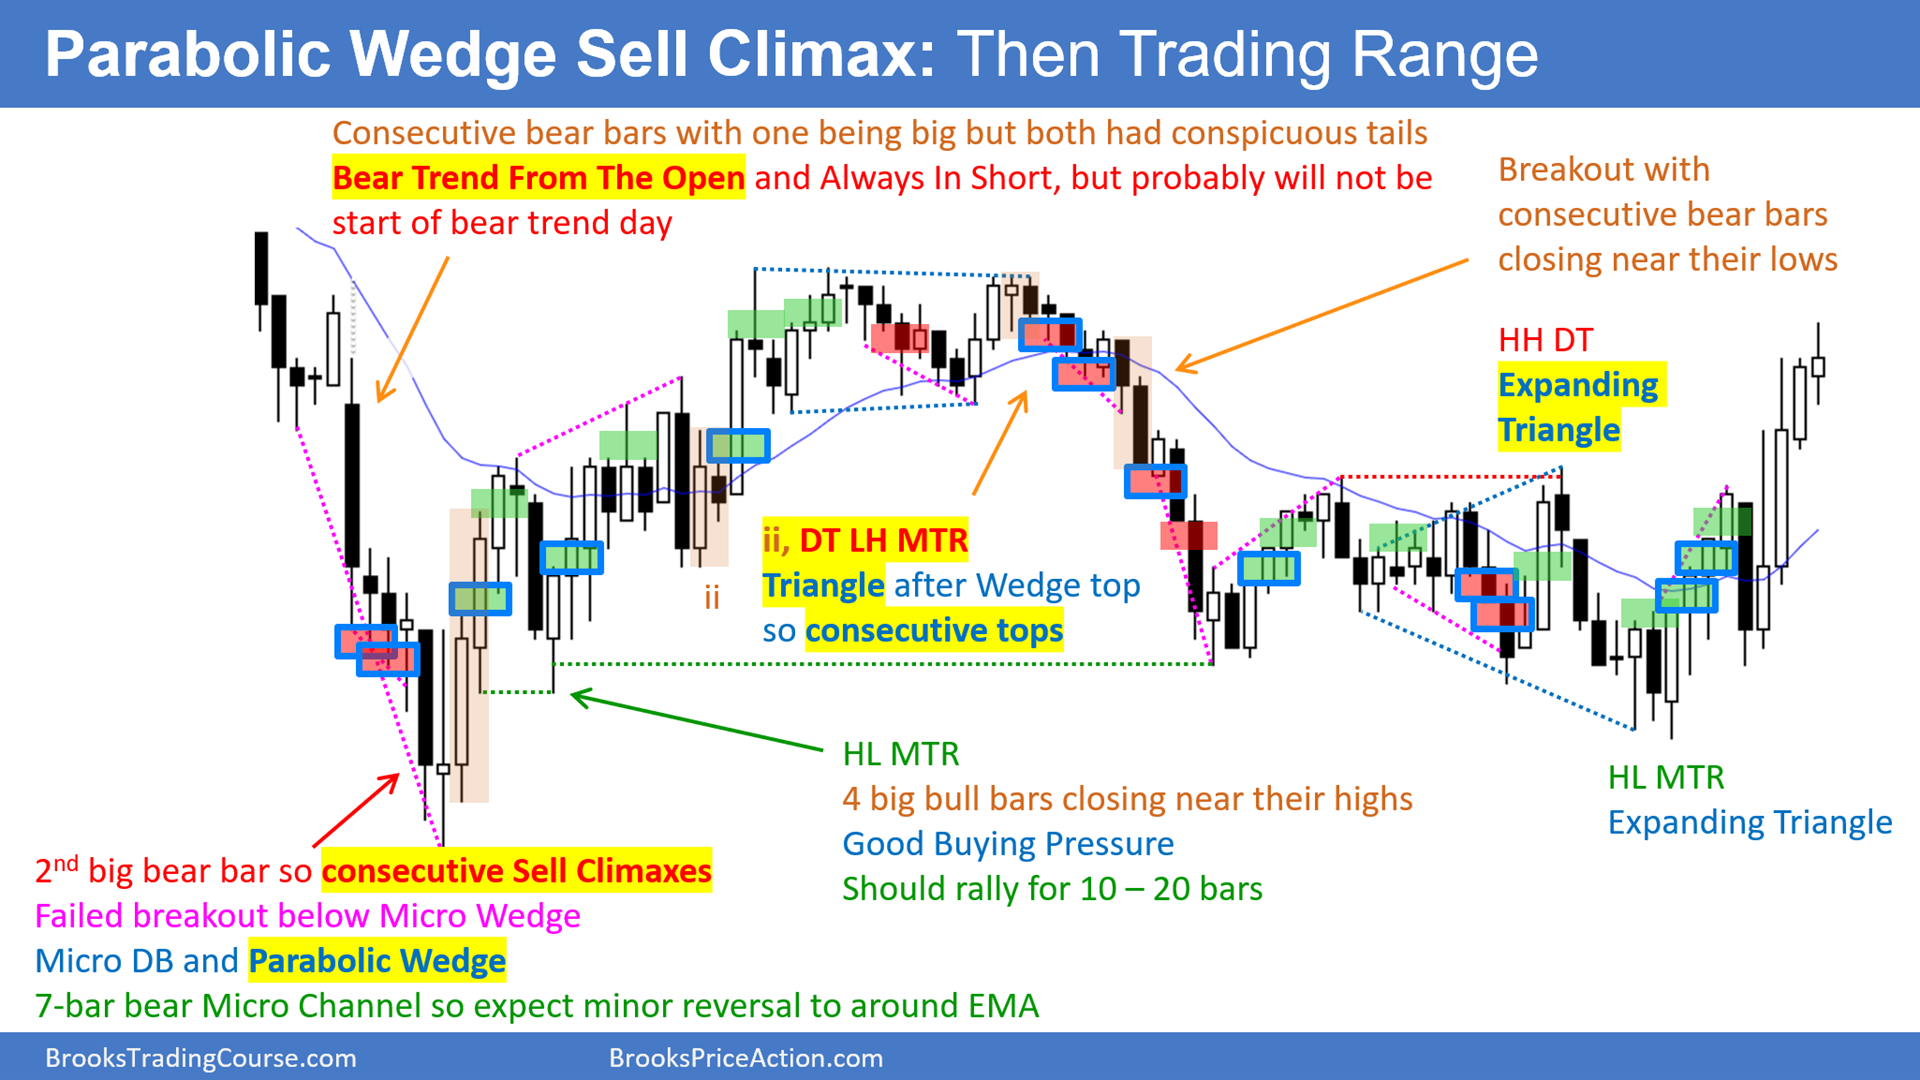 Parabolic Wedge Sell Climax: Then Trading Range
Consecutive bear bars with one being big but both had conspicuous tails
Bear Trend From The Open and Always In Short, but probably will not be
start of bear trend day
Breakout with
consecutive bear bars
closing near their lows
HH DT
Expanding
Triangle
ii
ii, DT LH MTR
Triangle after Wedge top
so consecutive tops
HL MTR
4 big bull bars closing near their highs
Good Buying Pressure
Should rally for 10 – 20 bars
HL MTR
Expanding Triangle
2nd big bear bar so consecutive Sell Climaxes
Failed breakout below Micro Wedge
Micro DB and Parabolic Wedge
7-bar bear Micro Channel so expect minor reversal to around EMA
BrooksTradingCourse.com
BrooksPriceAction.com